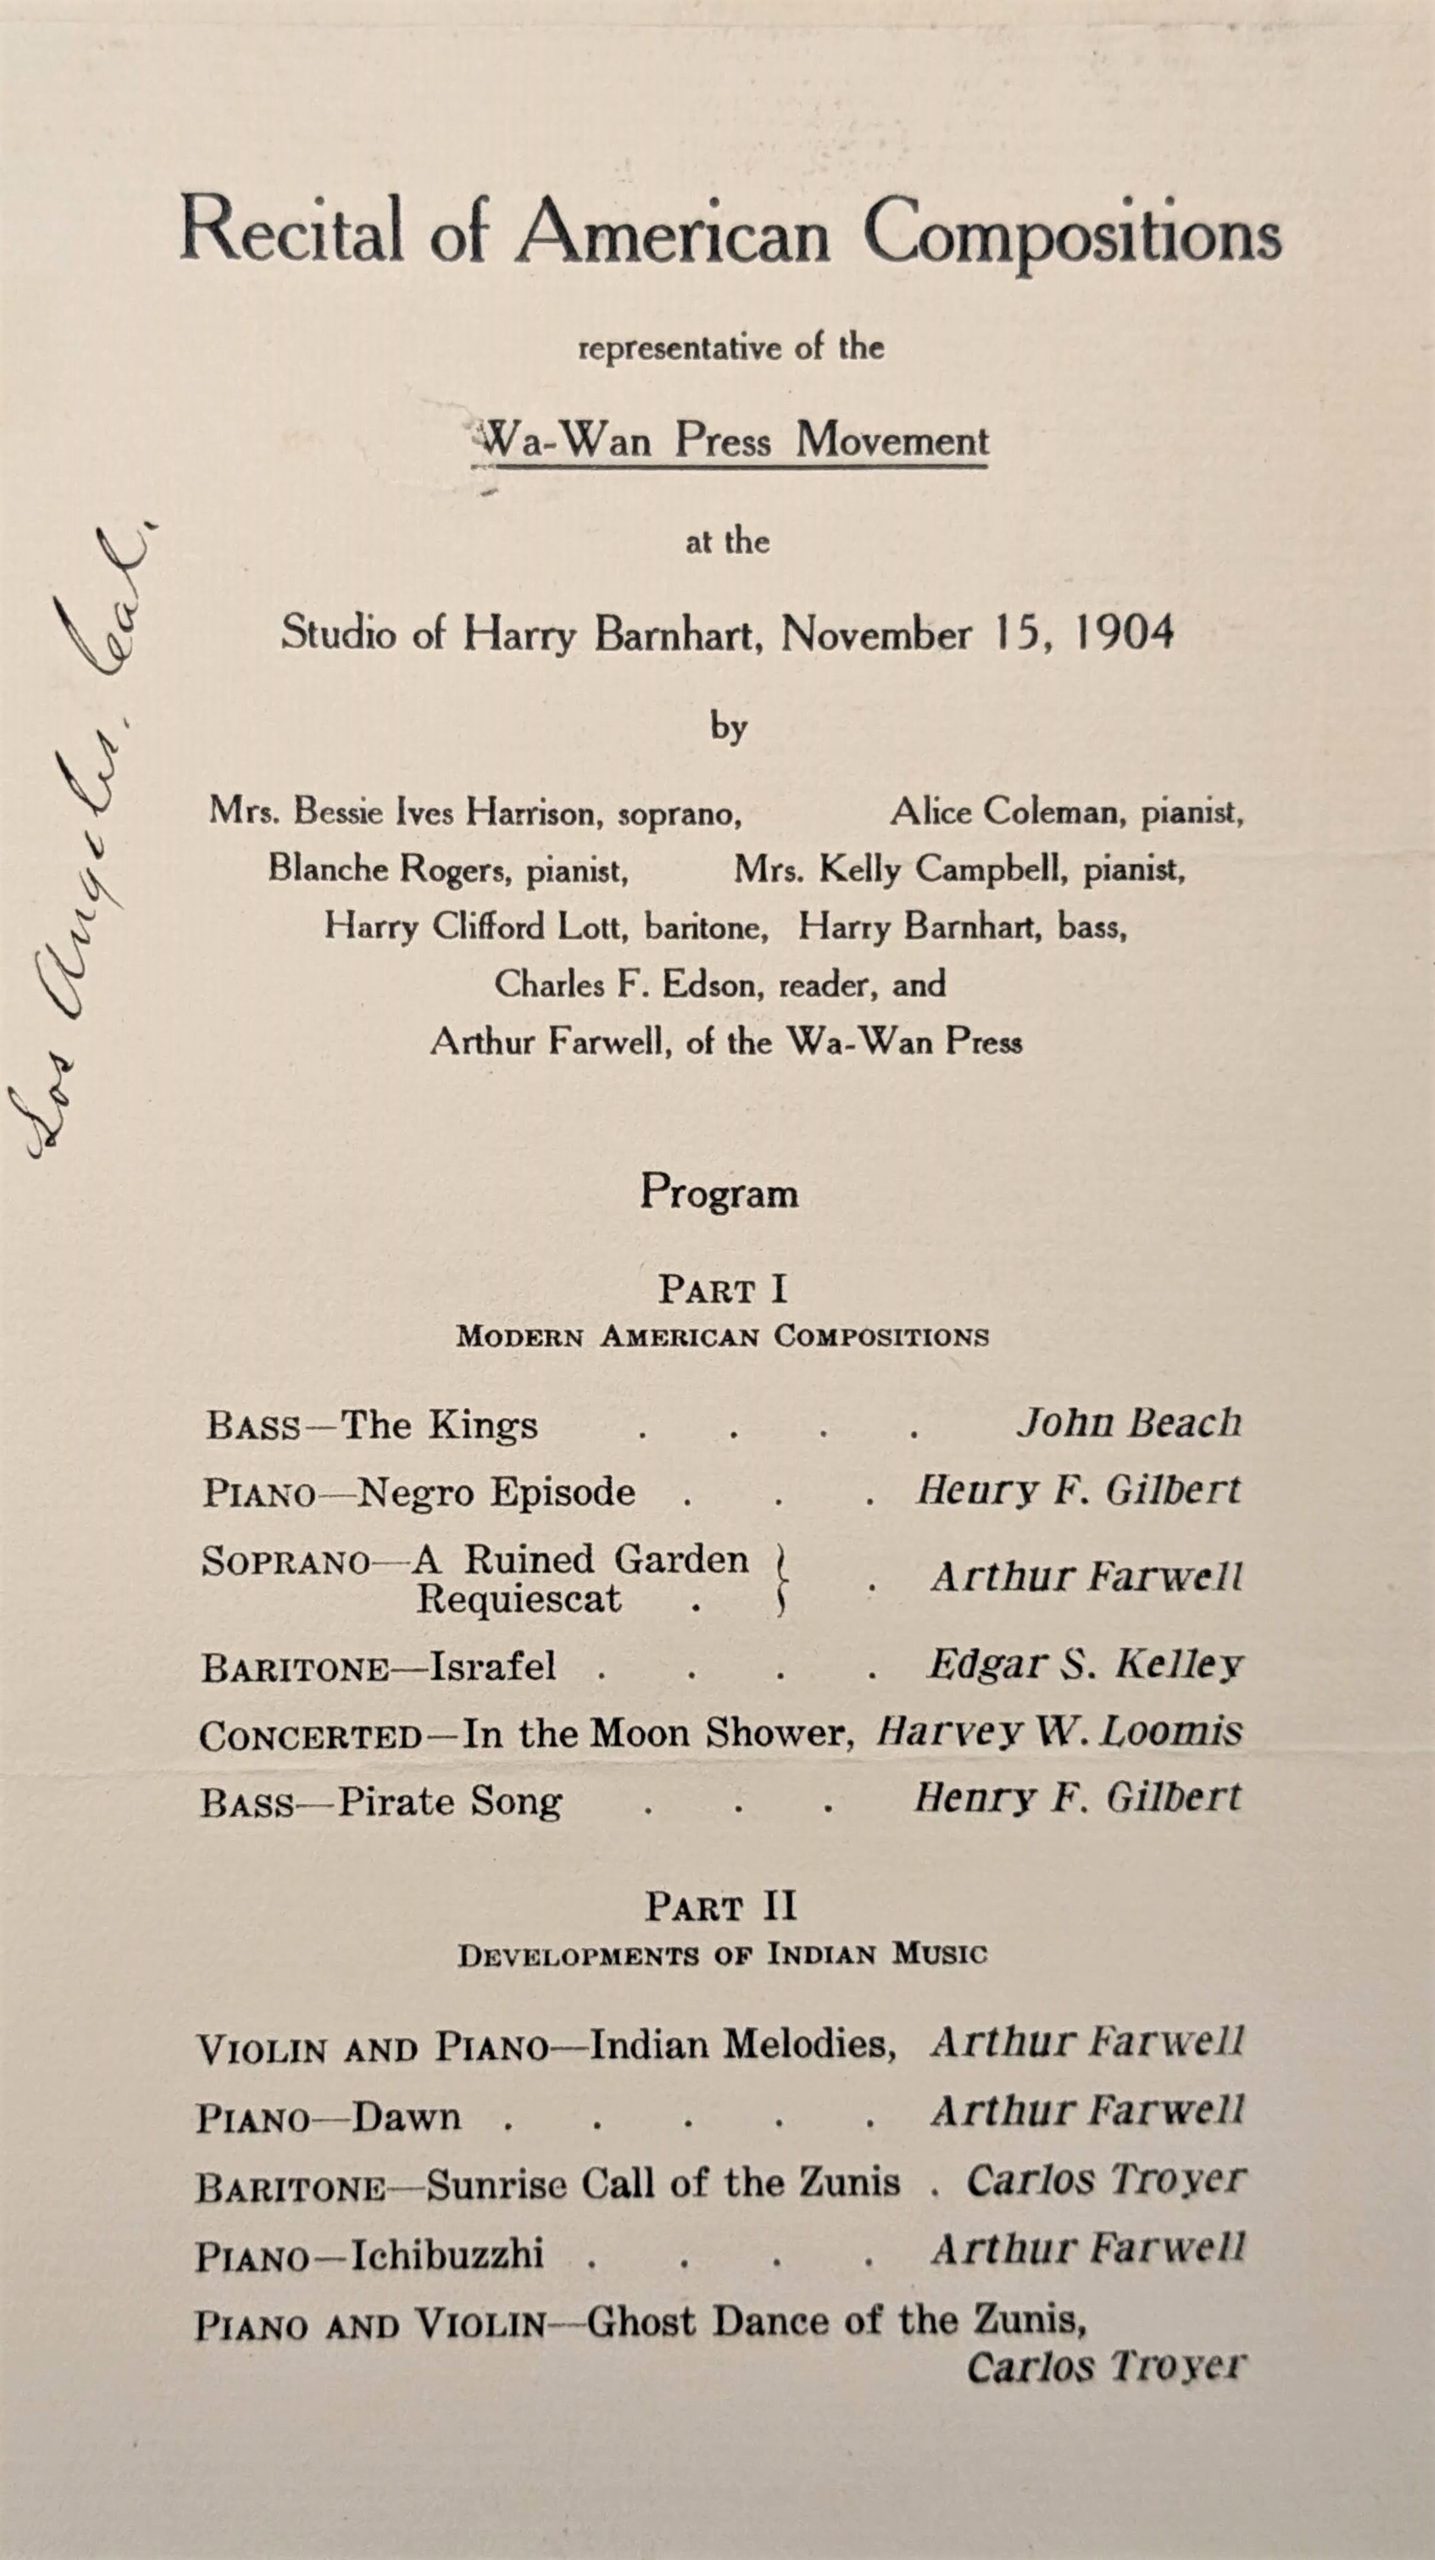 Recital of American Compositions
representative of the
Wa-Wan Press Movement
at the
Studio of Harry Barnhart, November 15, 1904
by
Mrs. Bessie Ives Harrison, soprano, Alice Coleman, pianist,
Blanche Rogers, pianist, Mrs. Kelly Campbell, pianist,
Harry Clifford Lott, baritone, Harry Barnhart, bass,
Charles F. Edson, reader, and
Arthur Farwell, of the Wa-Wan Press
Los Angeles, Cal.
Program
PART I
MODERN AMERICAN COMPOSITIONS
BASS—The Kings . . . . John Beach
PIANO—Negro Episode . . . Henry F. Gilbert
SOPRANO—A Ruined Garden
Requiescat . } . Arthur Farwell
BARITONE—Israfel . . . . Edgar S. Kelley
CONCERTED—In the Moon Shower, Harvey W. Loomis
BASS—Pirate Song . . . Henry F. Gilbert
PART II
DEVELOPMENTS OF INDIAN MUSIC
VIOLIN AND PIANO—Indian Melodies, Arthur Farwell
PIANO—Dawn . . . . . Arthur Farwell
BARITONE—Sunrise Call of the Zunis . Carlos Troyer
PIANO—Ichibuzzhi . . . . Arthur Farwell
PIANO AND VIOLIN—Ghost Dance of the Zunis,
Carlos Troyer